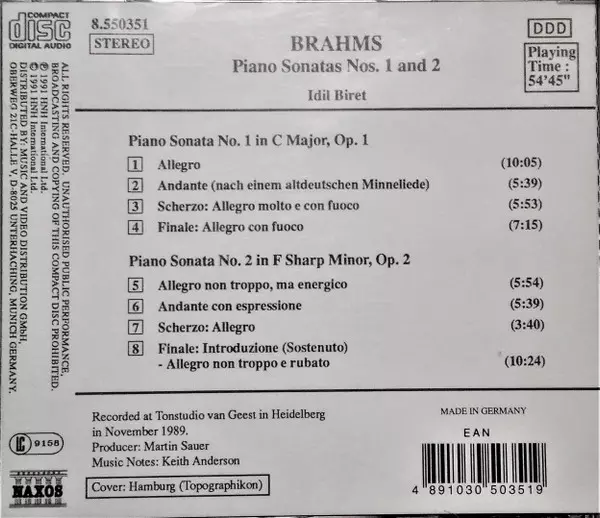 COMPACT
disc
DIGITAL AUDIO
8.550351
STEREO
BRAHMS
Piano Sonatas Nos. 1 and 2
Idil Biret
DDD
Playing
Time :
54'45"
Piano Sonata No. 1 in C Major, Op. 1
1 Allegro (10:05)
2 Andante (nach einem altdeutschen Minneliede) (5:39)
3 Scherzo: Allegro molto e con fuoco (5:53)
4 Finale: Allegro con fuoco (7:15)
Piano Sonata No. 2 in F Sharp Minor, Op. 2
5 Allegro non troppo, ma energico (5:54)
6 Andante con espressione (5:39)
7 Scherzo: Allegro (3:40)
8 Finale: Introduzione (Sostenuto)
- Allegro non troppo e rubato (10:24)
Recorded at Tonstudio van Geest in Heidelberg
in November 1989.
Producer: Martin Sauer
Music Notes: Keith Anderson
Cover: Hamburg (Topographikon)
MADE IN GERMANY
EAN
4 891030 503519
ALL RIGHTS RESERVED. UNAUTHORISED PUBLIC PERFORMANCE,
BROADCASTING AND COPYING OF THIS COMPACT DISC PROHIBITED.
℗ 1991 HNH International Ltd.
© 1991 HNH International Ltd.
DISTRIBUTED BY: MUSIC AND VIDEO DISTRIBUTION GMbH,
OBERWEG 21C-HALLE V, D-8025 UNTERHACHING, MUNICH GERMANY.
LC 9158
NAXOS